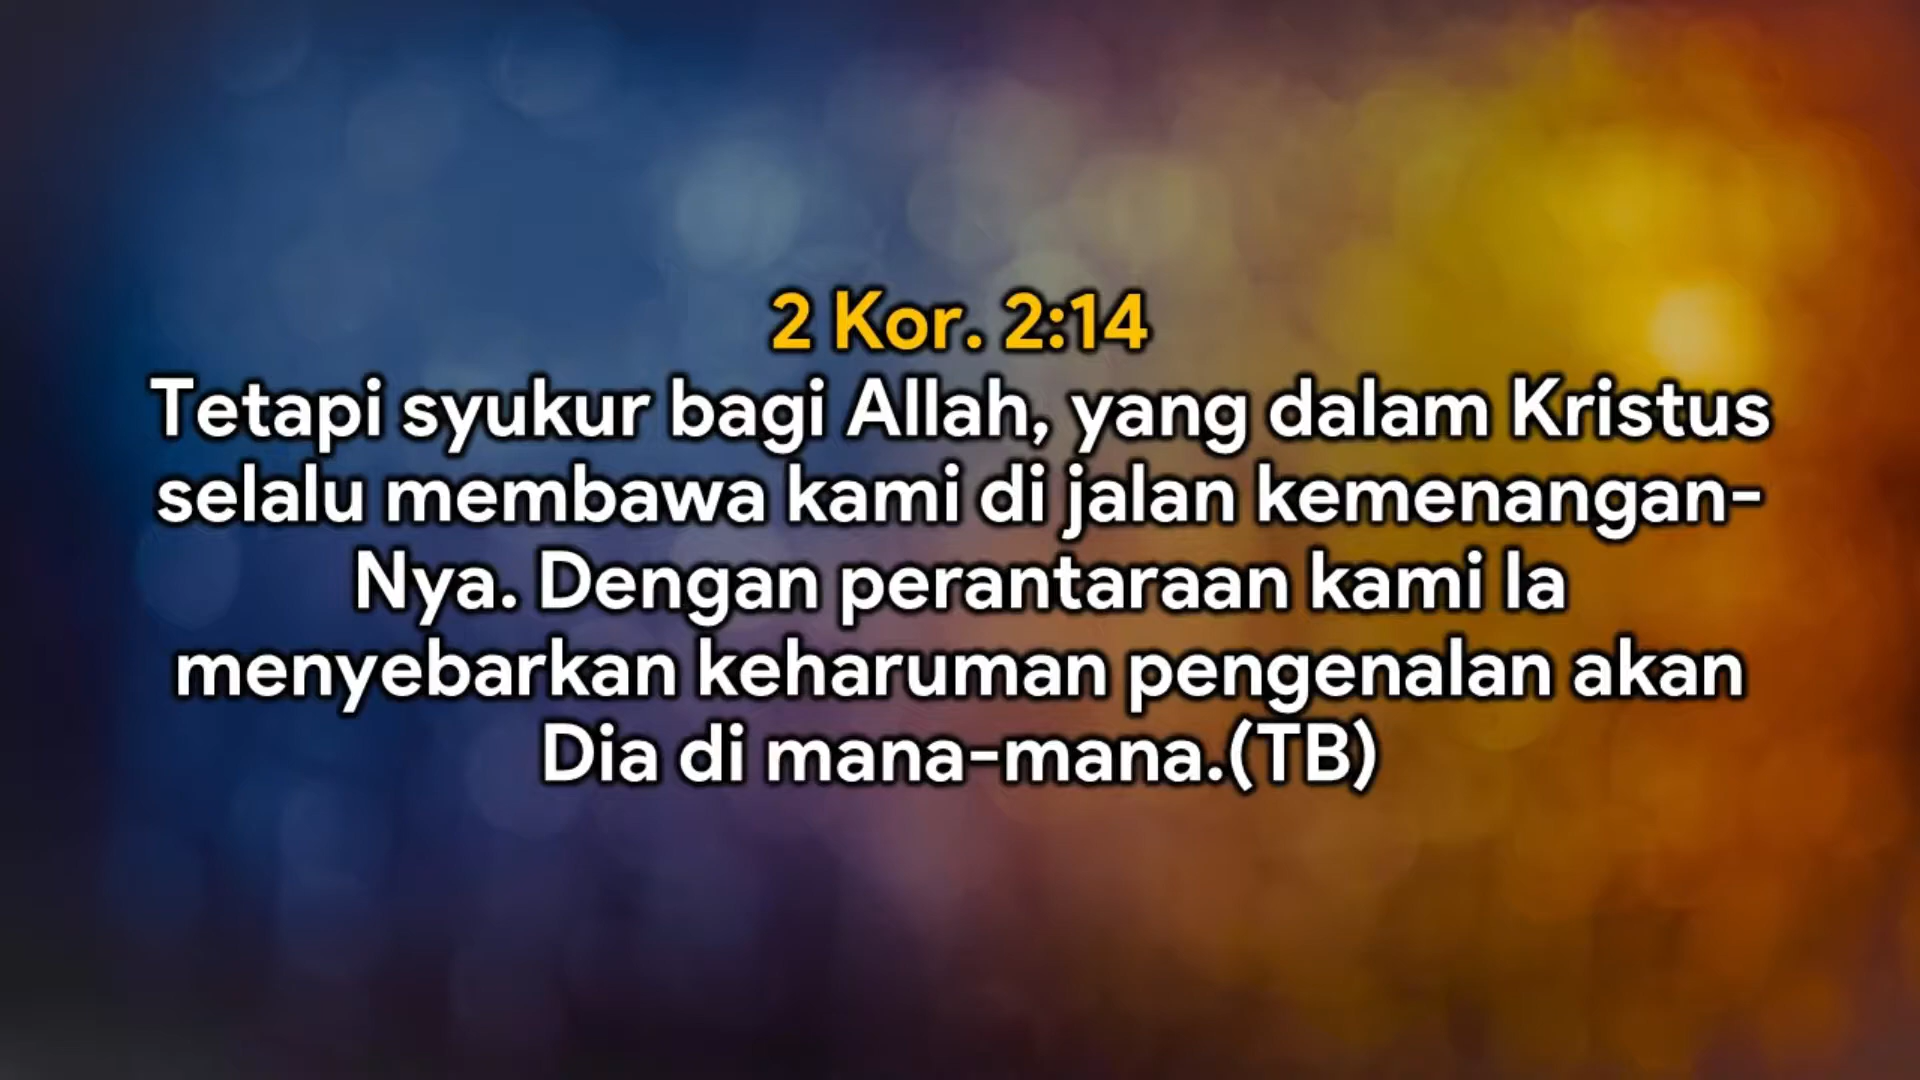 2 Kor. 2:14
Tetapi syukur bagi Allah, yang dalam Kristus
selalu membawa kami di jalan kemenangan-
Nya. Dengan perantaraan kami Ia
menyebarkan keharuman pengenalan akan
Dia di mana-mana.(TB)